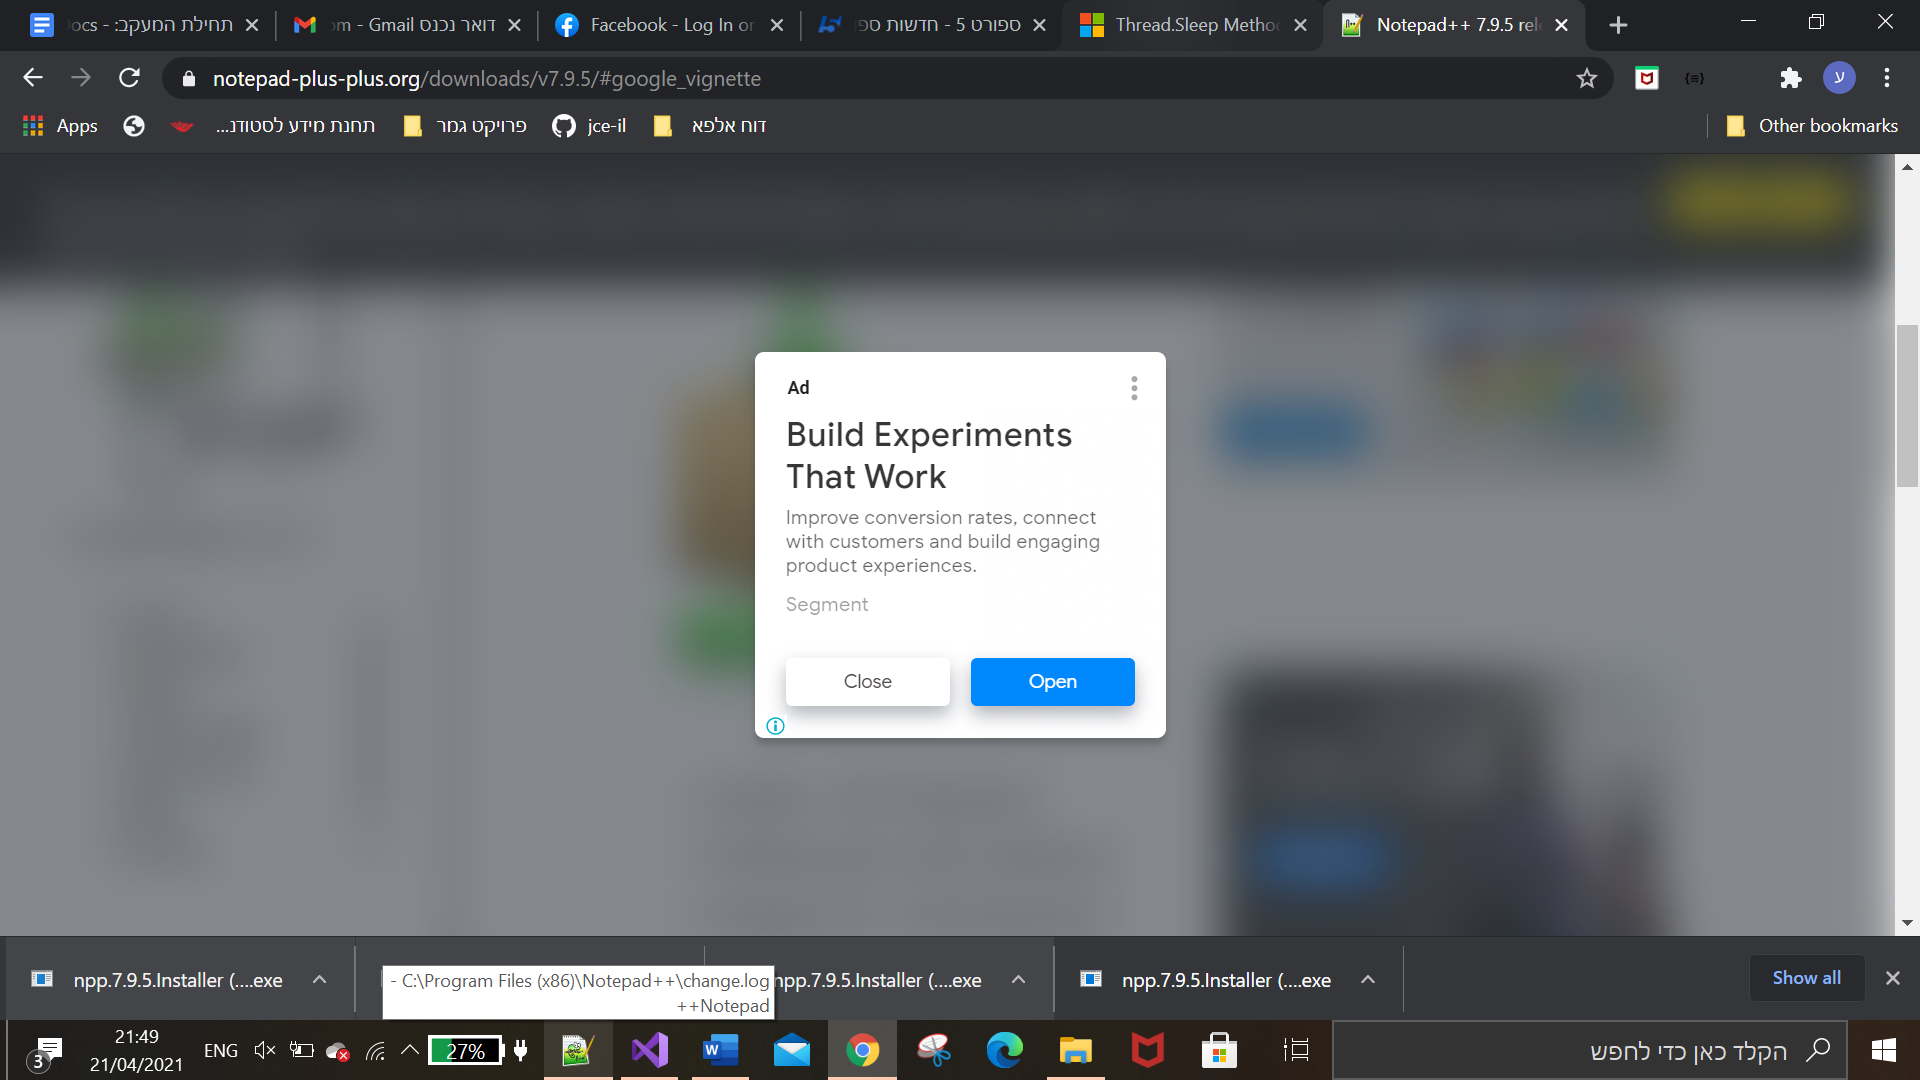 תחילת המעקב: - Docs
דואר נכנס - Gmail
Facebook - Log In or
ספורט 5 - חדשות ספו
Thread.Sleep Metho
Notepad++ 7.9.5 rel
notepad-plus-plus.org/downloads/v7.9.5/#google_vignette
ע
Apps
תחנת מידע לסטודנ...
פרויקט גמר
jce-il
דוח אלפא
Other bookmarks
Ad
Build Experiments
That Work
Improve conversion rates, connect
with customers and build engaging
product experiences.
Segment
Close
Open
npp.7.9.5.Installer (....exe
- C:\Program Files (x86)\Notepad++\change.log
++Notepad
npp.7.9.5.Installer (....exe
npp.7.9.5.Installer (....exe
Show all
3
21:49
21/04/2021
ENG
27%
הקלד כאן כדי לחפש